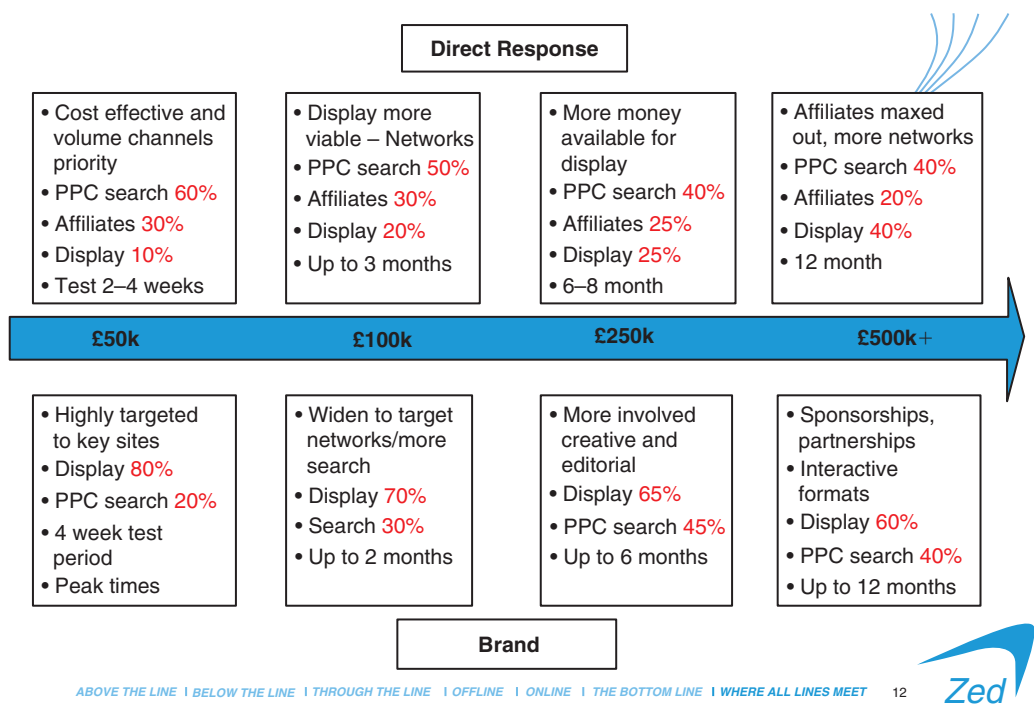 Direct Response
• Cost effective and
volume channels
priority
• PPC search 60%
• Affiliates 30%
• Display 10%
• Test 2–4 weeks
• Display more
viable – Networks
• PPC search 50%
• Affiliates 30%
• Display 20%
• Up to 3 months
• More money
available for
display
• PPC search 40%
• Affiliates 25%
• Display 25%
• 6–8 month
• Affiliates maxed
out, more networks
• PPC search 40%
• Affiliates 20%
• Display 40%
• 12 month
£50k £100k £250k £500k+
• Highly targeted
to key sites
• Display 80%
• PPC search 20%
• 4 week test
period
• Peak times
• Widen to target
networks/more
search
• Display 70%
• Search 30%
• Up to 2 months
• More involved
creative and
editorial
• Display 65%
• PPC search 45%
• Up to 6 months
• Sponsorships,
partnerships
• Interactive
formats
• Display 60%
• PPC search 40%
• Up to 12 months
Brand
ABOVE THE LINE | BELOW THE LINE | THROUGH THE LINE | OFFLINE | ONLINE | THE BOTTOM LINE | WHERE ALL LINES MEET 12
Zed